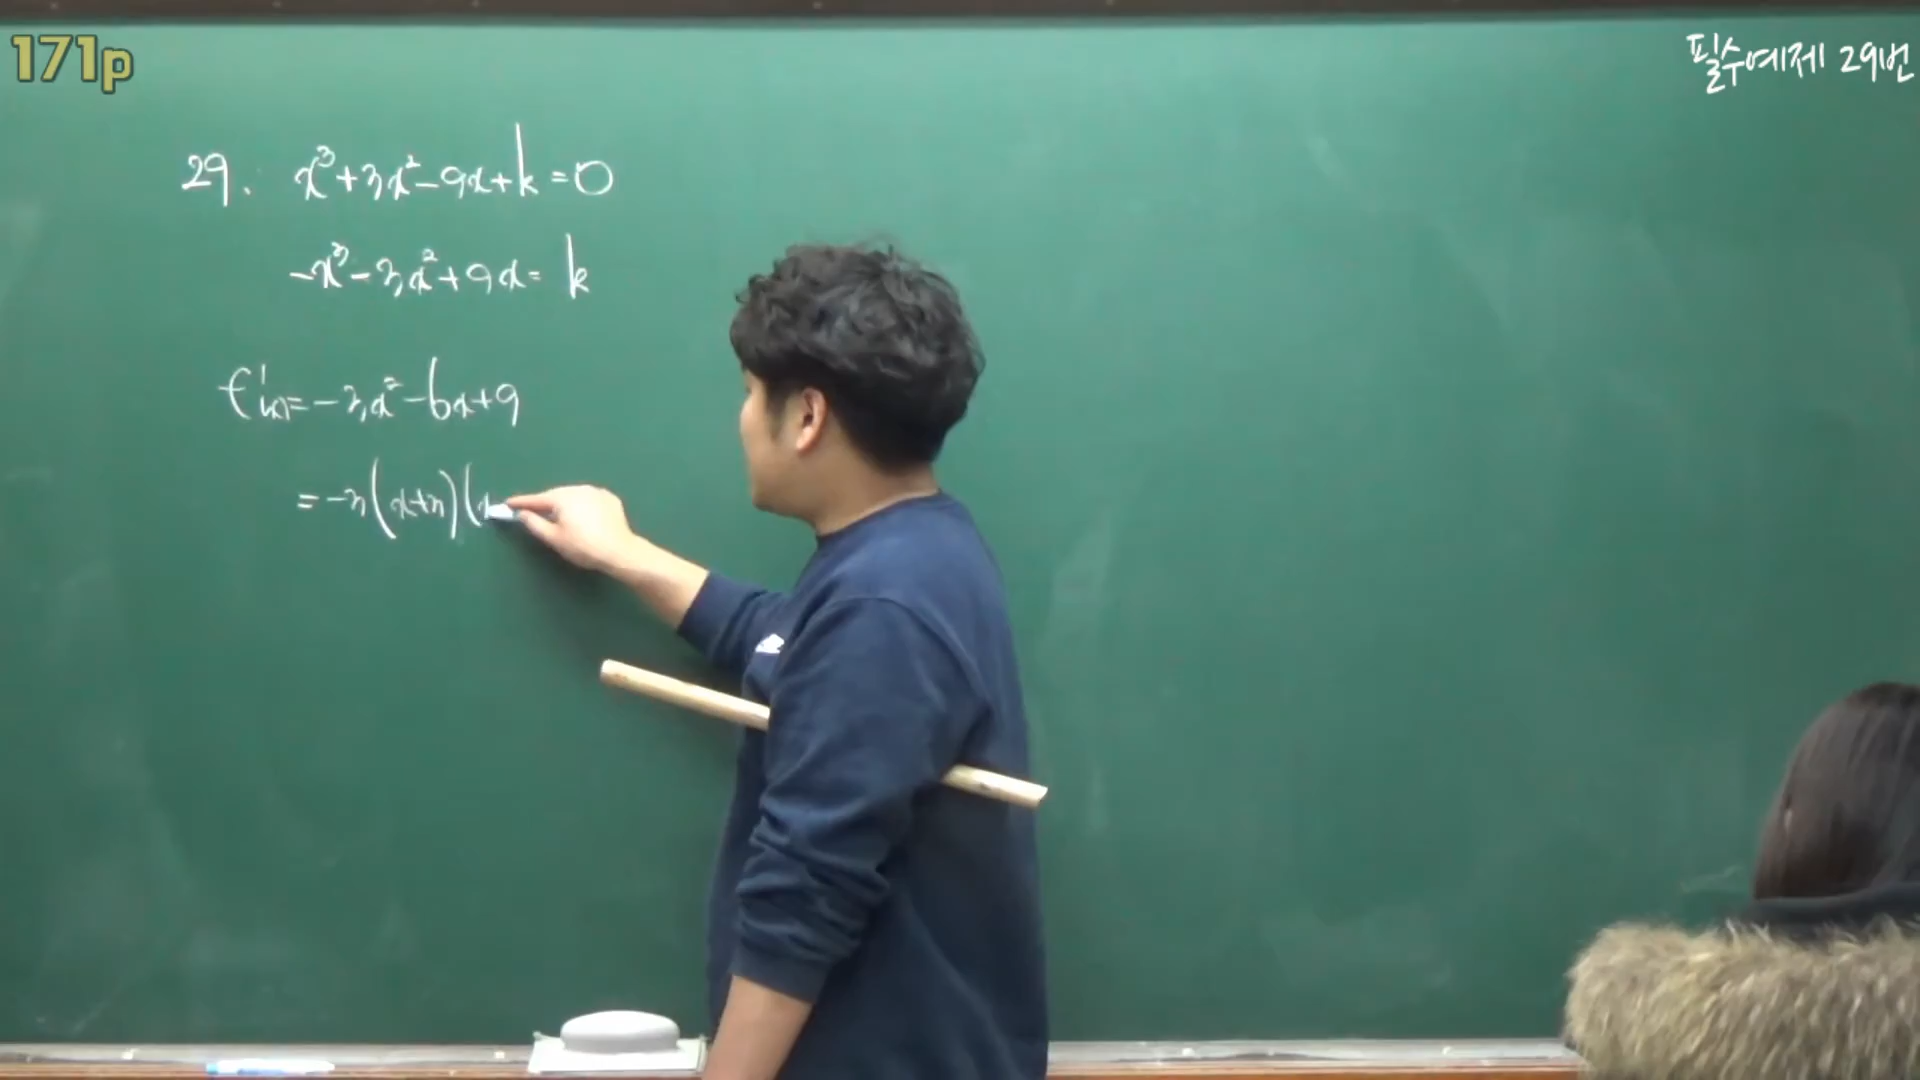 171p
필수예제 29번
29. x³+3x²-9x+k=0
-x³-3x²+9x= k
f'(x)=-3x²-6x+9
=-3(x+3)(x